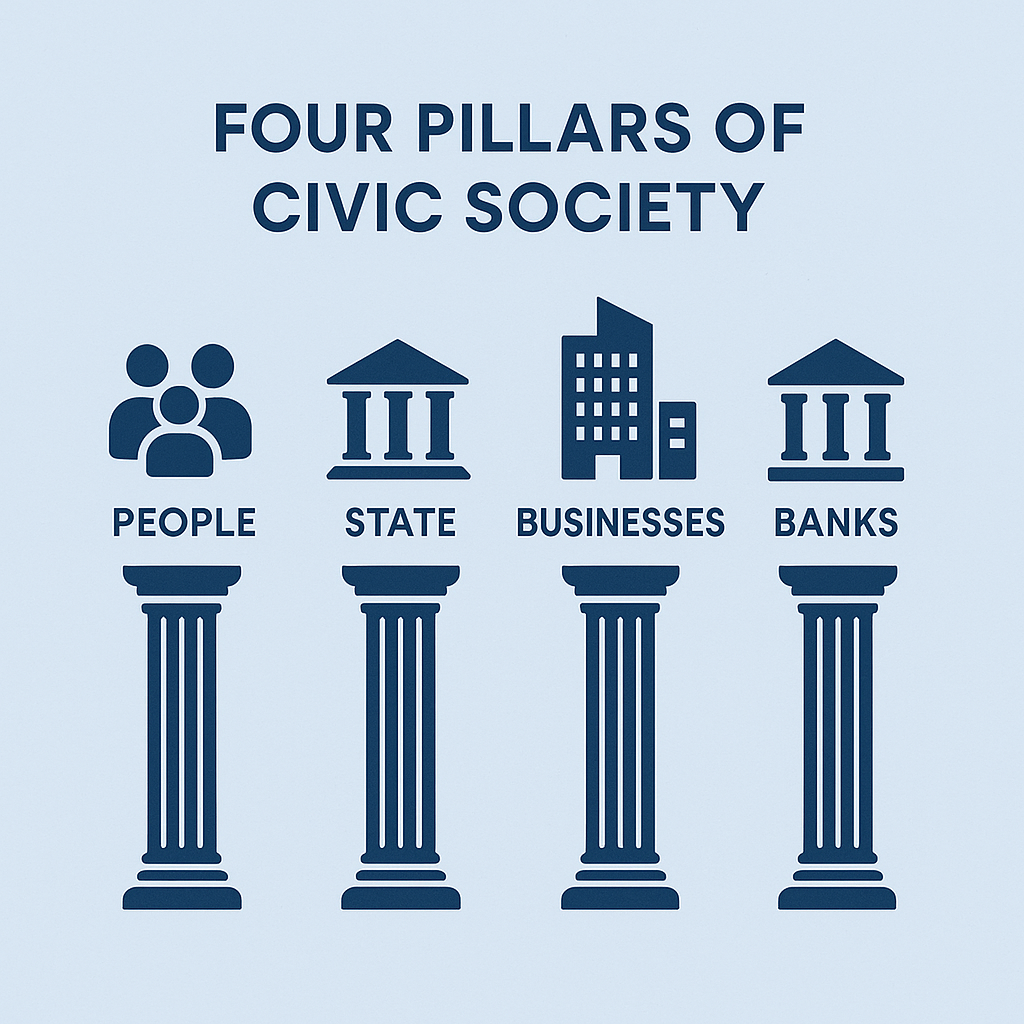 FOUR PILLARS OF
CIVIC SOCIETY
PEOPLE
STATE
BUSINESSES
BANKS